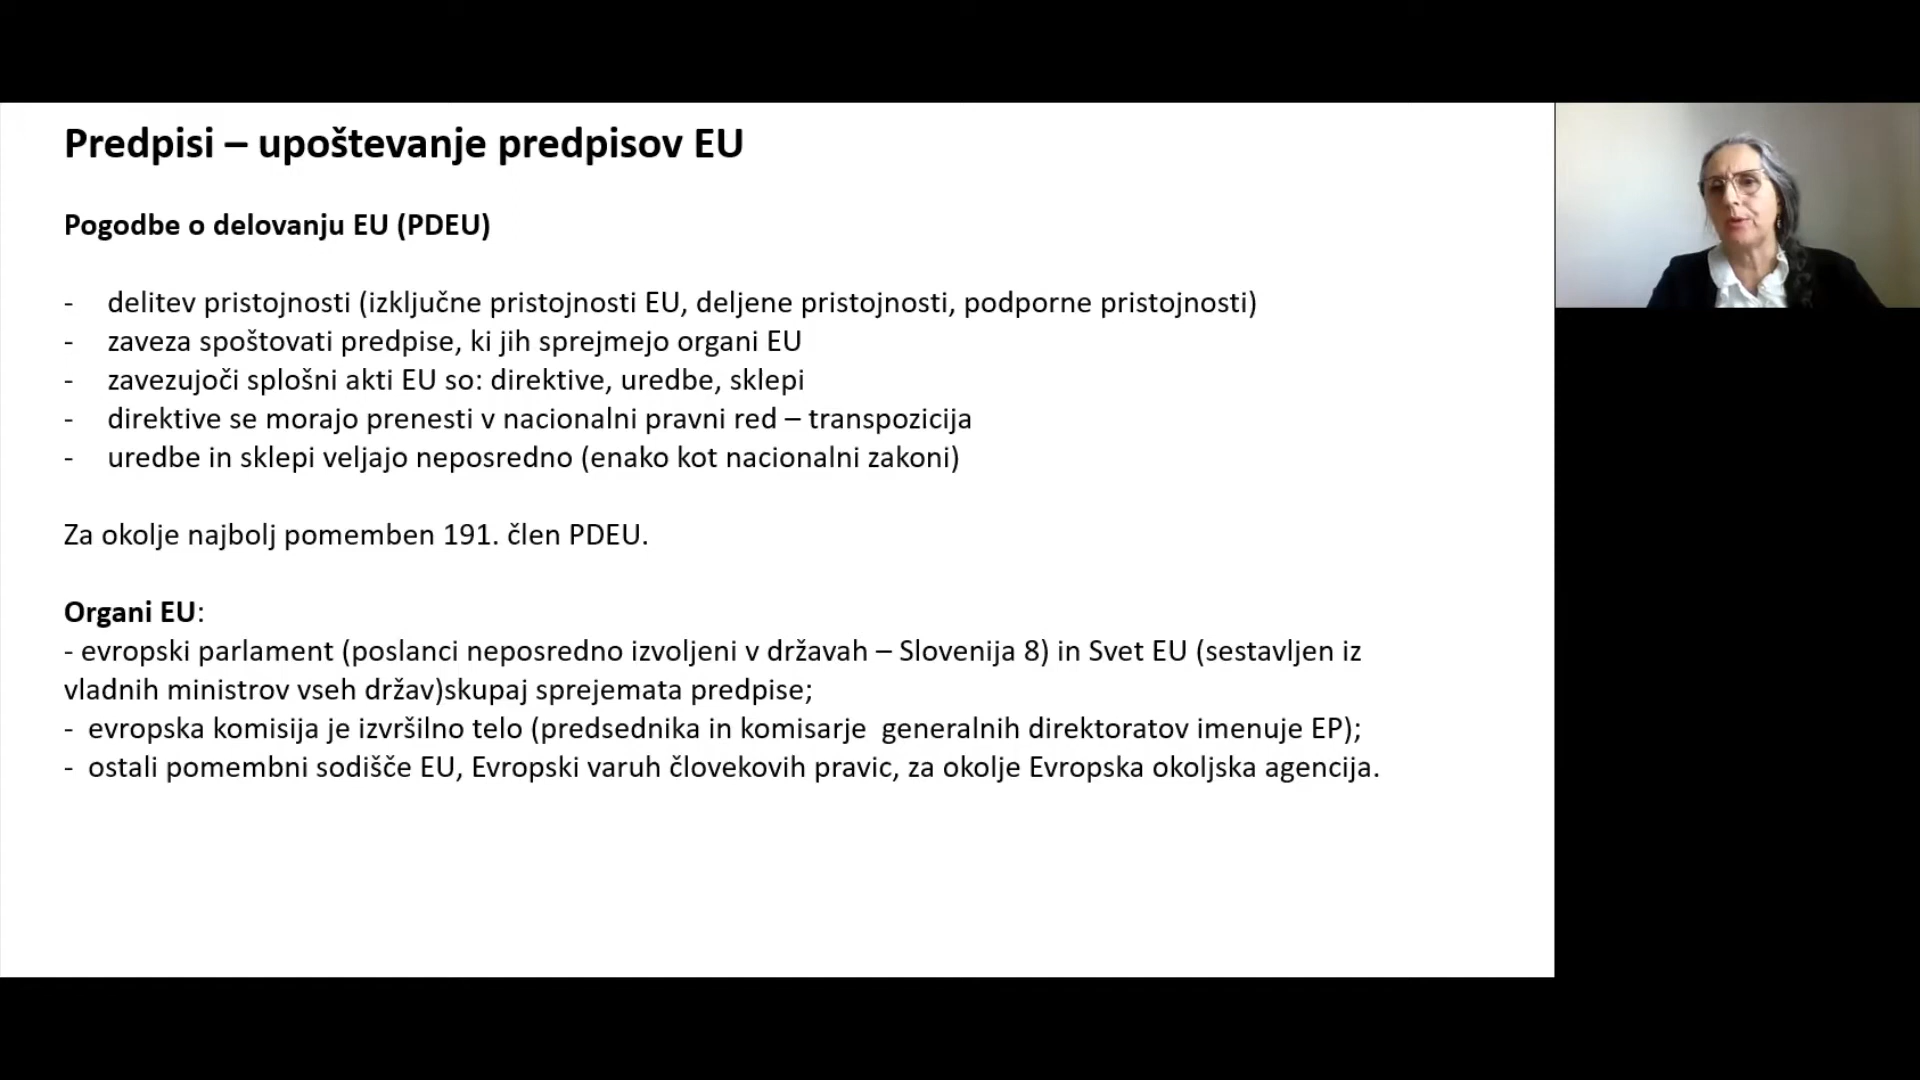 Predpisi – upoštevanje predpisov EU
Pogodbe o delovanju EU (PDEU)
- delitev pristojnosti (izključne pristojnosti EU, deljene pristojnosti, podporne pristojnosti)
- zaveza spoštovati predpise, ki jih sprejmejo organi EU
- zavezujoči splošni akti EU so: direktive, uredbe, sklepi
- direktive se morajo prenesti v nacionalni pravni red – transpozicija
- uredbe in sklepi veljajo neposredno (enako kot nacionalni zakoni)
Za okolje najbolj pomemben 191. člen PDEU.
Organi EU:
- evropski parlament (poslanci neposredno izvoljeni v državah – Slovenija 8) in Svet EU (sestavljen iz
vladnih ministrov vseh držav)skupaj sprejemata predpise;
- evropska komisija je izvršilno telo (predsednika in komisarje  generalnih direktoratov imenuje EP);
- ostali pomembni sodišče EU, Evropski varuh človekovih pravic, za okolje Evropska okoljska agencija.